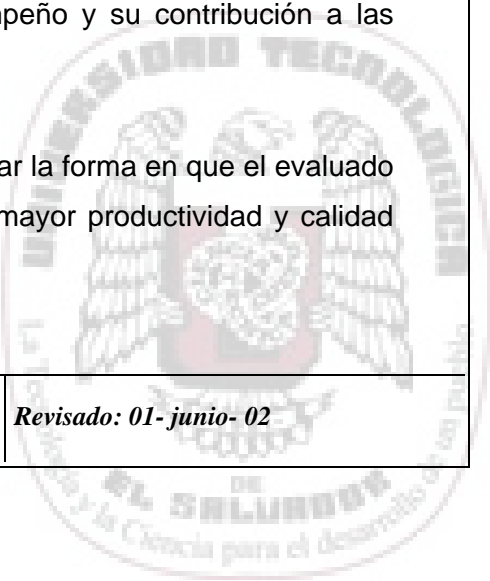 peño y su contribución a las
ar la forma en que el evaluado
mayor productividad y calidad
Revisado: 01- junio- 02
UNIVERSIDAD TECNOLOGICA
DE
EL SALVADOR
La Tecnología y la Ciencia para el desarrollo de un pueblo